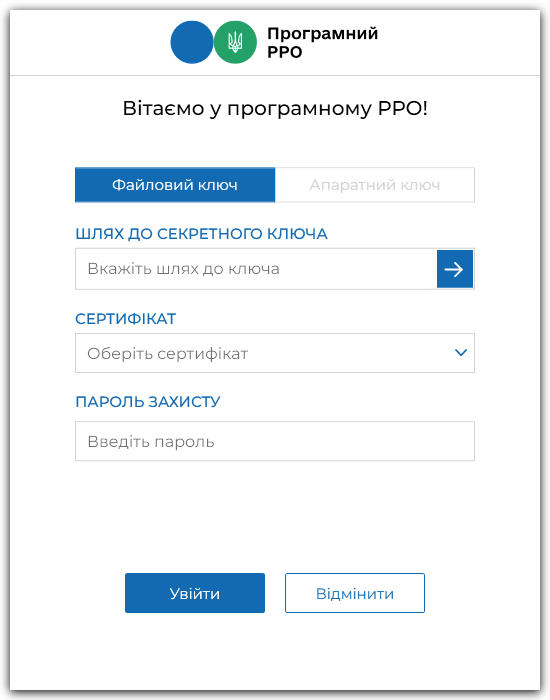 Програмний
РРО
Вітаємо у програмному РРО!
Файловий ключ
Апаратний ключ
ШЛЯХ ДО СЕКРЕТНОГО КЛЮЧА
Вкажіть шлях до ключа
СЕРТИФІКАТ
Оберіть сертифікат
ПАРОЛЬ ЗАХИСТУ
Введіть пароль
Увійти
Відмінити